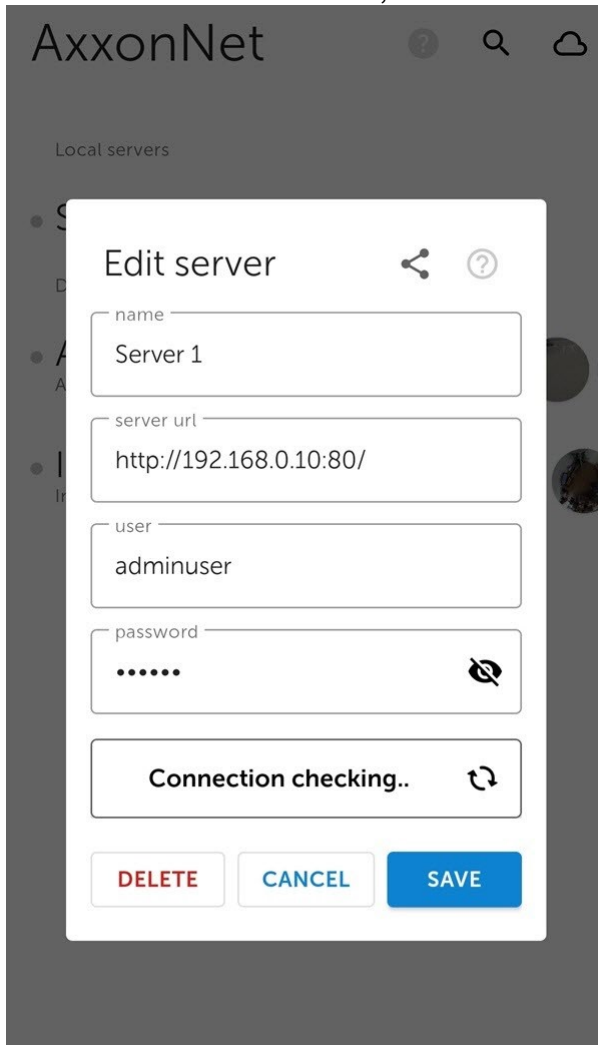 AxxonNet
Local servers
Edit server
name
Server 1
server url
http://192.168.0.10:80/
user
adminuser
password
••••••
Connection checking..
DELETE
CANCEL
SAVE